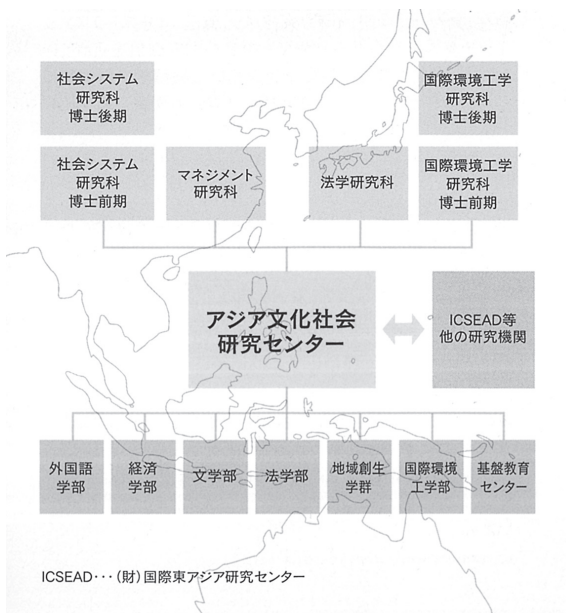 社会システム
研究科
博士後期
国際環境工学
研究科
博士後期
社会システム
研究科
博士前期
マネジメント
研究科
法学研究科
国際環境工学
研究科
博士前期
アジア文化社会
研究センター
ICSEAD等
他の研究機関
外国語
学部
経済
学部
文学部
法学部
地域創生
学群
国際環境
工学部
基盤教育
センター
ICSEAD･･･(財)国際東アジア研究センター